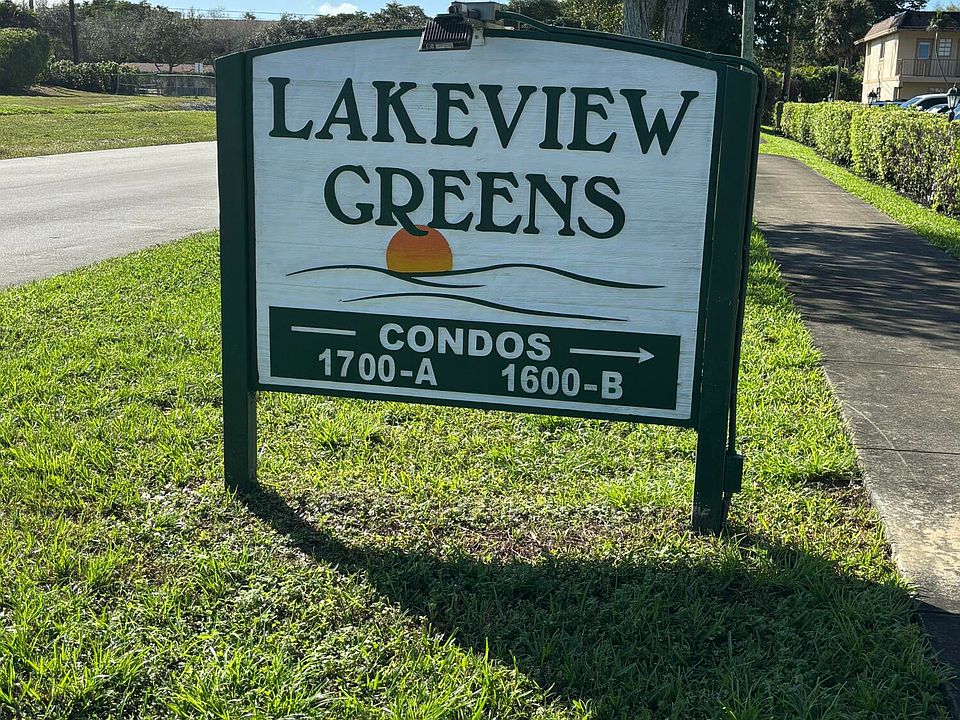 LAKEVIEW
GREENS
CONDOS
1700-A 1600-B